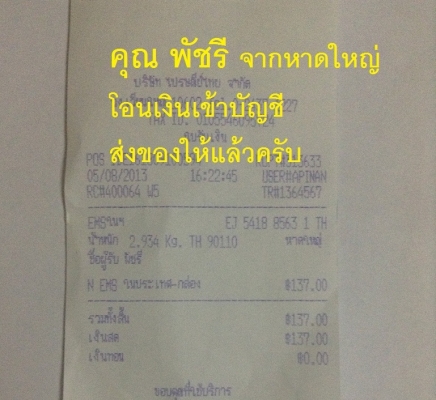 คุณ พัชรี จากหาดใหญ่
บริษัท ไปรษณีย์ไทย จำกัด
โอนเงินเข้าบัญชี
TAX ID.
ส่งของให้แล้วครับ
POS
05/08/2013 16:22:45 USER#APINAN
RC#400064 W5 TR#1364567
EMSในฯ EJ 5418 8563 1 TH
น้ำหนัก 2.934 Kg. TH 90110 หาดใหญ่
ชื่อผู้รับ พัชรี
N EMS ในประเทศ-กล่อง ฿137.00
รวมทั้งสิ้น ฿137.00
เงินสด ฿137.00
เงินทอน ฿0.00
ขอบคุณที่ใช้บริการ